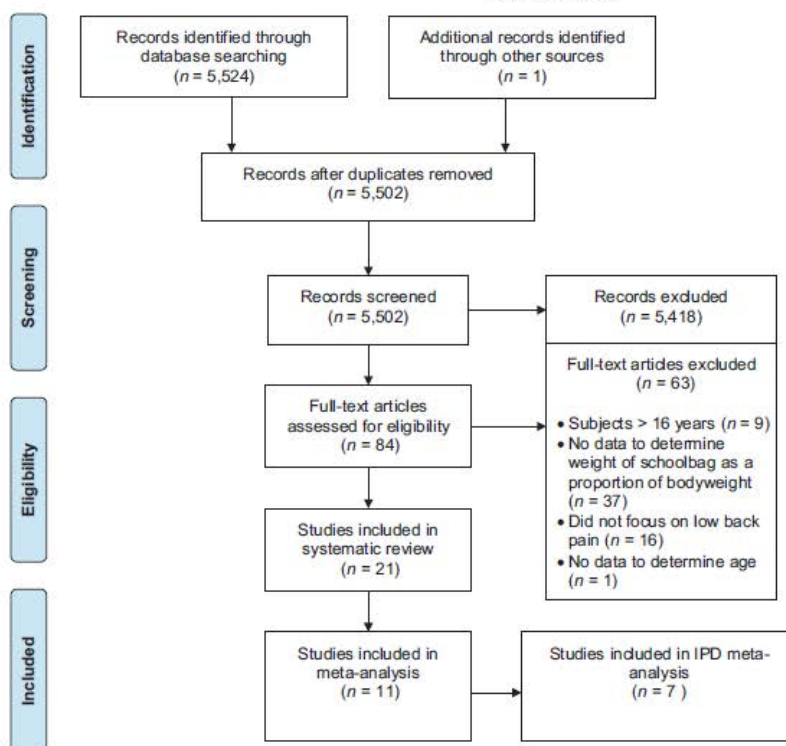 Identification
Records identified through
database searching
(n = 5,524)
Additional records identified
through other sources
(n = 1)
Records after duplicates removed
(n = 5,502)
Screening
Records screened
(n = 5,502)
Records excluded
(n = 5,418)
Eligibility
Full-text articles
assessed for eligibility
(n = 84)
Full-text articles excluded
(n = 63)
• Subjects > 16 years (n = 9)
• No data to determine
weight of schoolbag as a
proportion of bodyweight
(n = 37)
• Did not focus on low back
pain (n = 16)
• No data to determine age
(n = 1)
Studies included in
systematic review
(n = 21)
Included
Studies included in
meta-analysis
(n = 11)
Studies included in IPD meta-
analysis
(n = 7 )